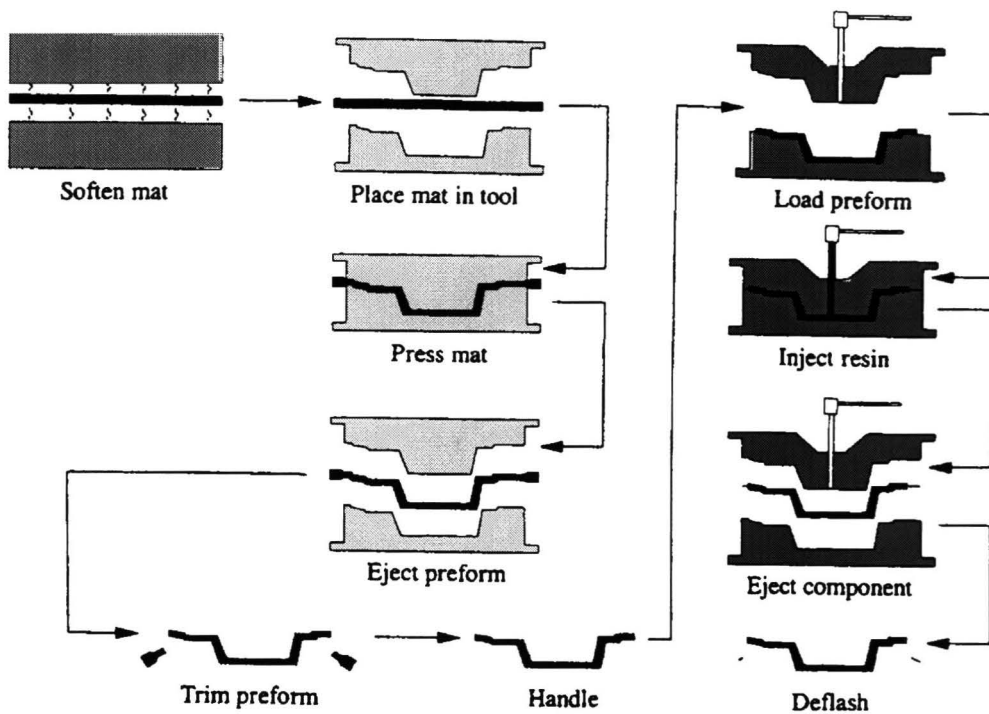 Soften mat
Place mat in tool
Press mat
Eject preform
Trim preform
Handle
Load preform
Inject resin
Eject component
Deflash